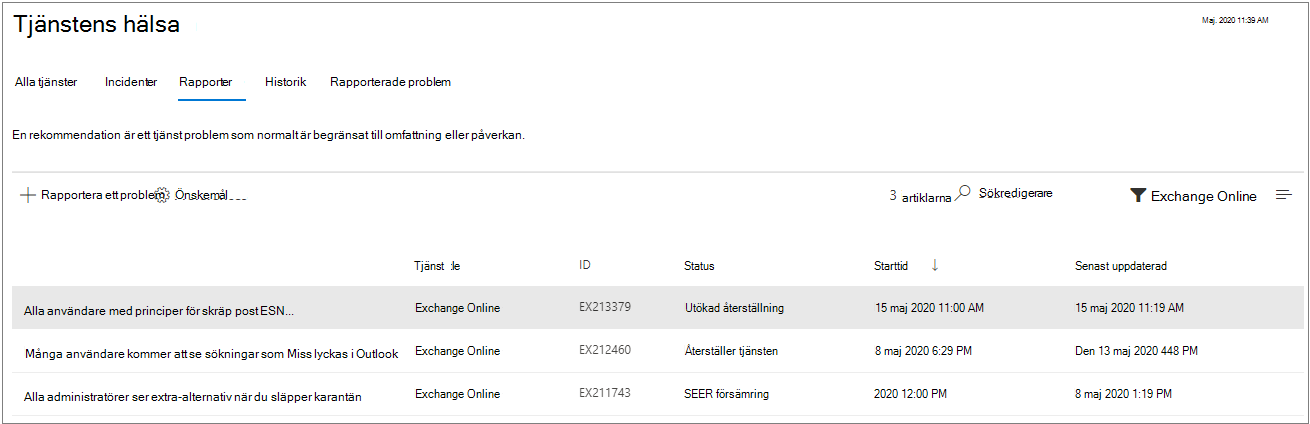 Tjänstens hälsa
Maj. 2020 11:39 AM
Alla tjänster Incidenter Rapporter Historik Rapporterade problem
En rekommendation är ett tjänst problem som normalt är begränsat till omfattning eller påverkan.
Rapportera ett problem Önskemål 3 artiklarna Sökredigerare Exchange Online
Tjänst :le ID Status Starttid ↓ Senast uppdaterad
Alla användare med principer för skräp post ESN... Exchange Online EX213379 Utökad återställning 15 maj 2020 11:00 AM 15 maj 2020 11:19 AM
Många användare kommer att se sökningar som Miss lyckas i Outlook Exchange Online EX212460 Återställer tjänsten 8 maj 2020 6:29 PM Den 13 maj 2020 448 PM
Alla administratörer ser extra-alternativ när du släpper karantän Exchange Online EX211743 SEER försämring 2020 12:00 PM 8 maj 2020 1:19 PM